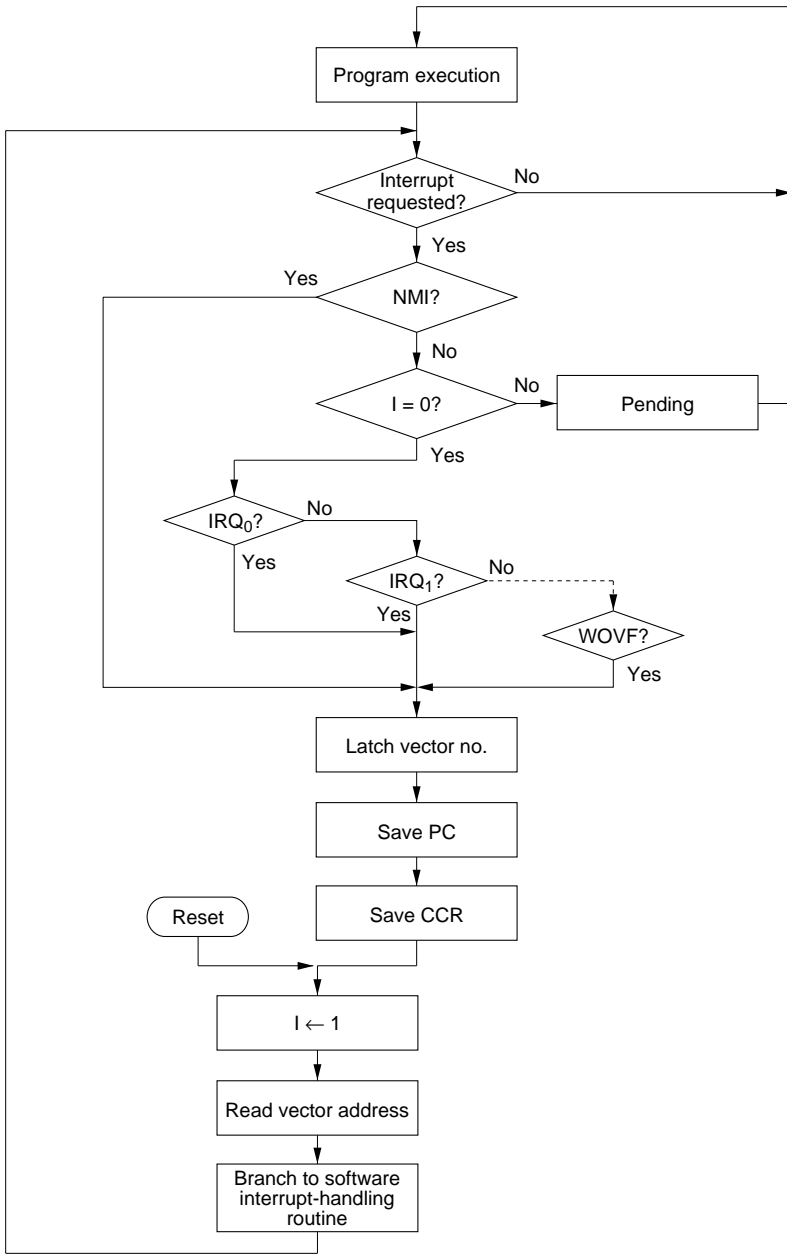 Program execution
Interrupt
requested?
No
Yes
Yes
NMI?
No
I = 0?
No
Pending
Yes
IRQ0?
No
Yes
IRQ1?
No
Yes
WOVF?
Yes
Latch vector no.
Save PC
Save CCR
Reset
I ← 1
Read vector address
Branch to software
interrupt-handling
routine